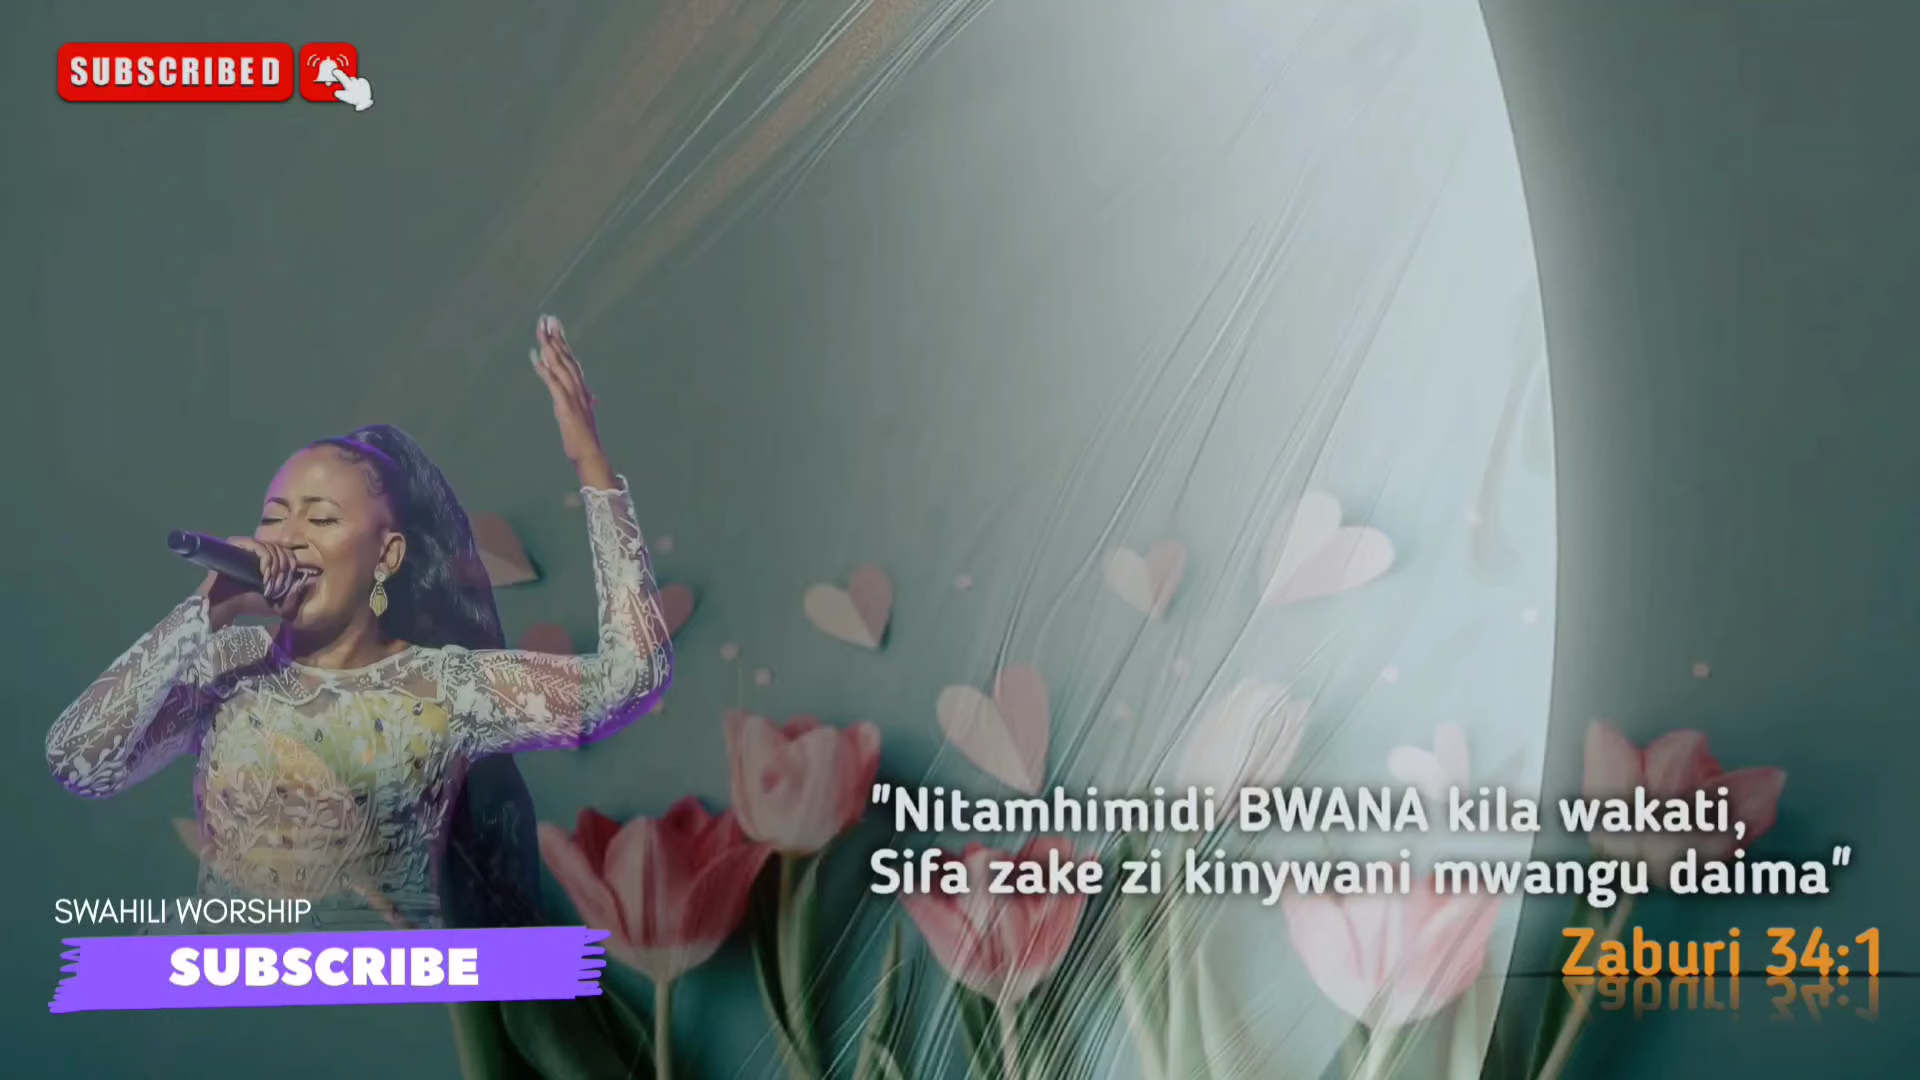 SUBSCRIBED
"Nitamhimidi BWANA kila wakati,
Sifa zake zi kinywani mwangu daima"
Zaburi 34:1
SWAHILI WORSHIP
SUBSCRIBE